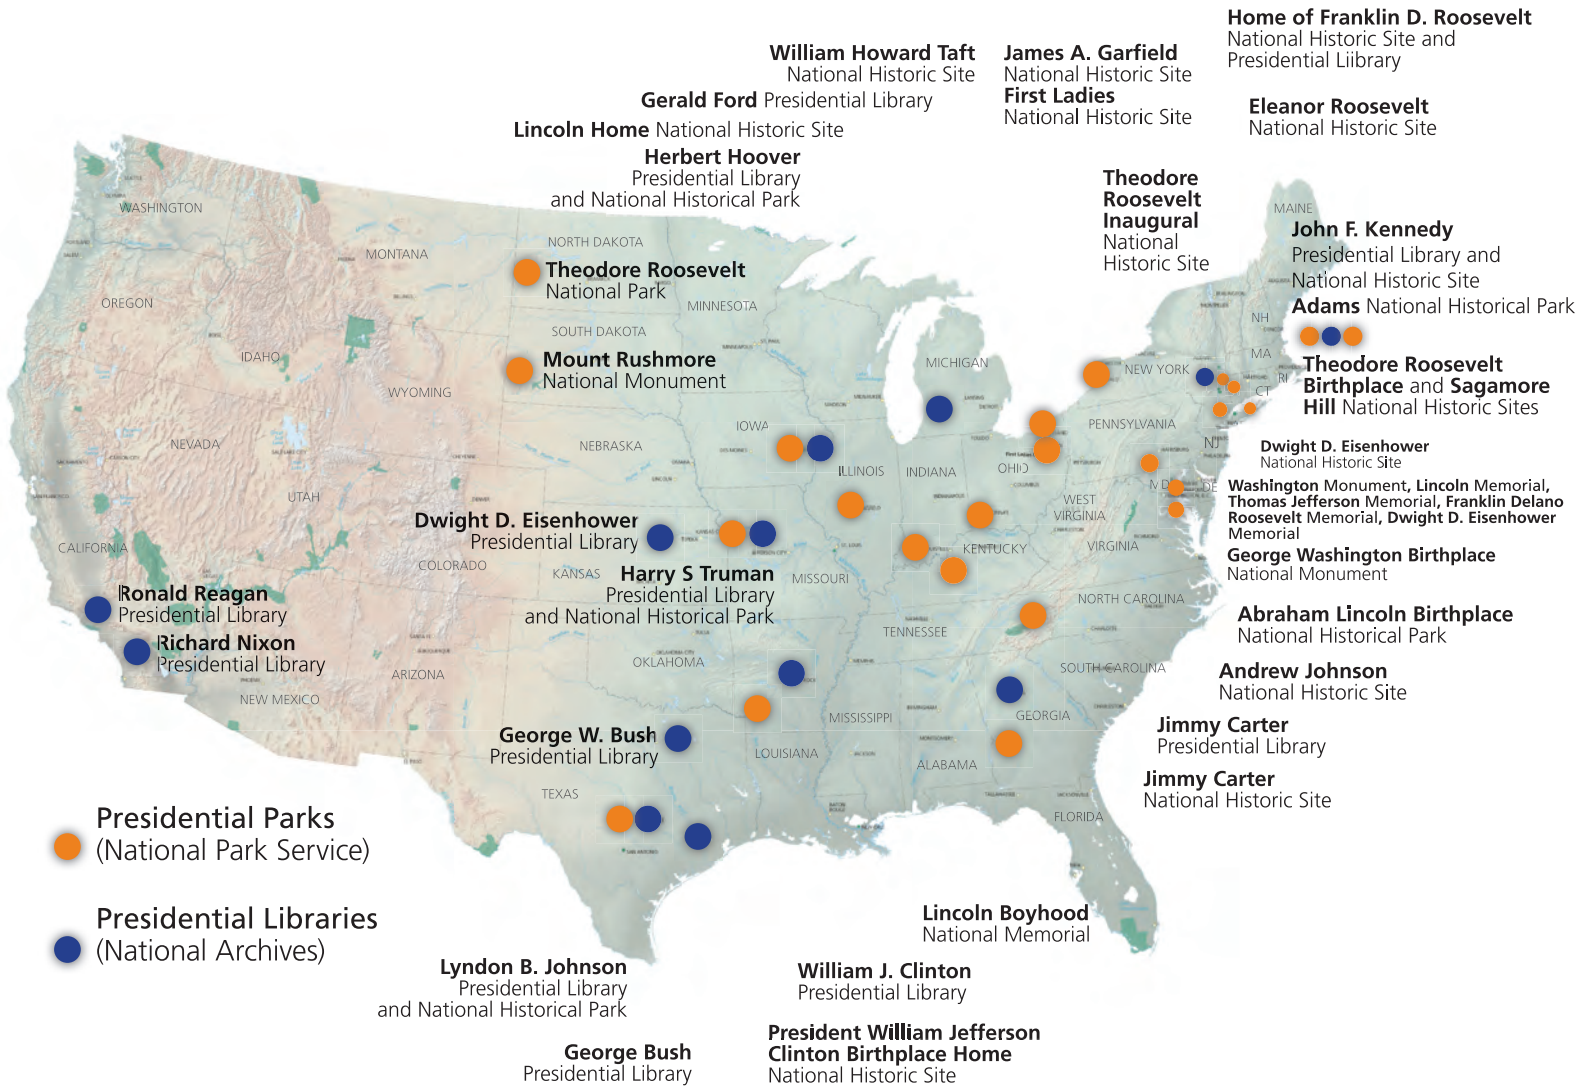 Home of Franklin D. Roosevelt
National Historic Site and
Presidential Liibrary
William Howard Taft
National Historic Site
James A. Garfield
National Historic Site
First Ladies
National Historic Site
Gerald Ford Presidential Library
Eleanor Roosevelt
National Historic Site
Lincoln Home National Historic Site
Herbert Hoover
Presidential Library
and National Historical Park
Theodore
Roosevelt
Inaugural
National
Historic Site
WASHINGTON
MONTANA
NORTH DAKOTA
MAINE
John F. Kennedy
Presidential Library and
National Historic Site
Adams National Historical Park
Theodore Roosevelt
National Park
OREGON
MINNESOTA
SOUTH DAKOTA
NH
IDAHO
Mount Rushmore
National Monument
MICHIGAN
NEW YORK
MA
RI
CT
Theodore Roosevelt
Birthplace and Sagamore
Hill National Historic Sites
WYOMING
IOWA
PENNSYLVANIA
NEVADA
NEBRASKA
ILLINOIS
INDIANA
OHIO
NJ
Dwight D. Eisenhower
National Historic Site
UTAH
MD
DE
WEST
VIRGINIA
Washington Monument, Lincoln Memorial,
Thomas Jefferson Memorial, Franklin Delano
Roosevelt Memorial, Dwight D. Eisenhower
Memorial
Dwight D. Eisenhower
Presidential Library
CALIFORNIA
COLORADO
KANSAS
MISSOURI
KENTUCKY
VIRGINIA
George Washington Birthplace
National Monument
Harry S Truman
Presidential Library
and National Historical Park
Ronald Reagan
Presidential Library
NORTH CAROLINA
Abraham Lincoln Birthplace
National Historical Park
TENNESSEE
Richard Nixon
Presidential Library
ARIZONA
OKLAHOMA
SOUTH CAROLINA
Andrew Johnson
National Historic Site
NEW MEXICO
MISSISSIPPI
GEORGIA
George W. Bush
Presidential Library
LOUISIANA
ALABAMA
Jimmy Carter
Presidential Library
Jimmy Carter
National Historic Site
TEXAS
FLORIDA
Presidential Parks
(National Park Service)
Presidential Libraries
(National Archives)
Lincoln Boyhood
National Memorial
Lyndon B. Johnson
Presidential Library
and National Historical Park
William J. Clinton
Presidential Library
George Bush
Presidential Library
President William Jefferson
Clinton Birthplace Home
National Historic Site